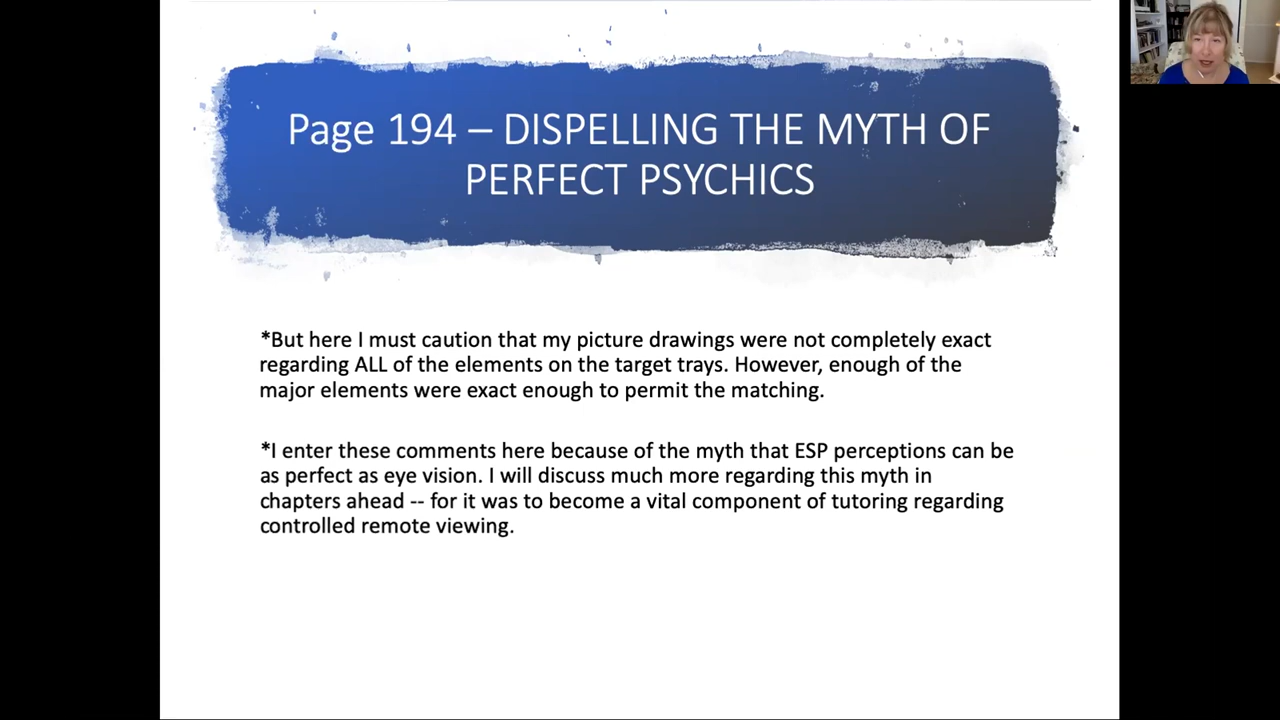 Page 194 – DISPELLING THE MYTH OF
PERFECT PSYCHICS
*But here I must caution that my picture drawings were not completely exact
regarding ALL of the elements on the target trays. However, enough of the
major elements were exact enough to permit the matching.
*I enter these comments here because of the myth that ESP perceptions can be
as perfect as eye vision. I will discuss much more regarding this myth in
chapters ahead -- for it was to become a vital component of tutoring regarding
controlled remote viewing.